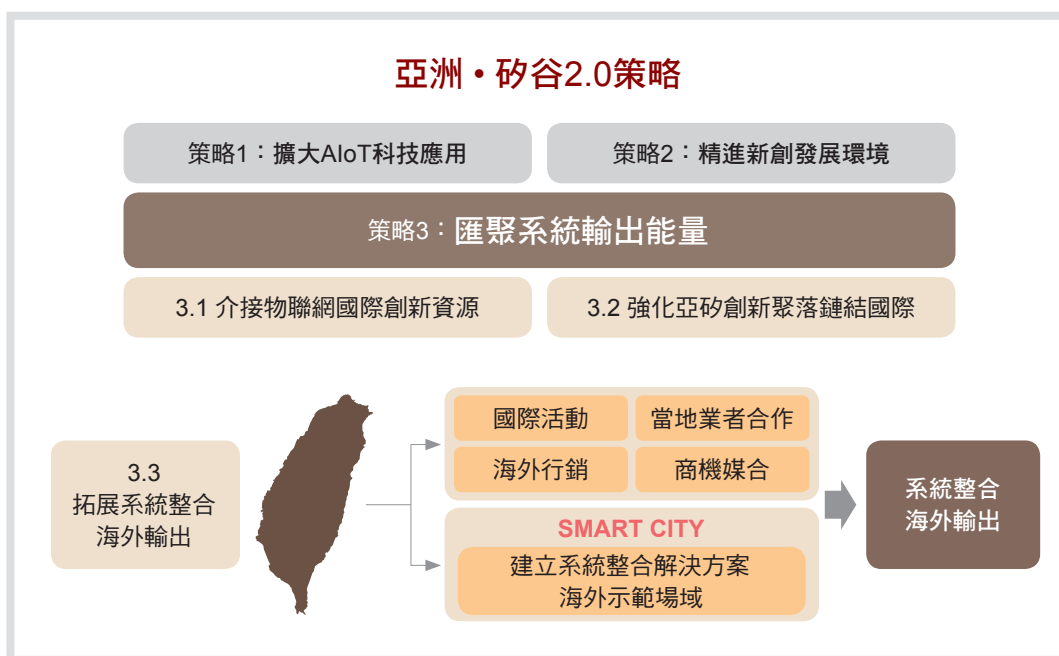 亞洲•矽谷2.0策略
策略1：擴大AIoT科技應用
策略2：精進新創發展環境
策略3：匯聚系統輸出能量
3.1 介接物聯網國際創新資源
3.2 強化亞矽創新聚落鏈結國際
3.3
拓展系統整合
海外輸出
國際活動
當地業者合作
海外行銷
商機媒合
SMART CITY
建立系統整合解決方案
海外示範場域
系統整合
海外輸出